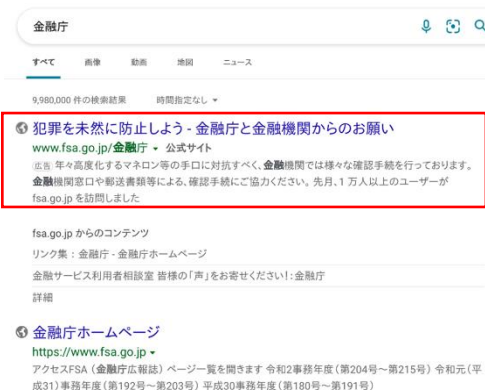 金融庁
すべて 画像 動画 地図 ニュース
9,980,000 件の検索結果 時間指定なし
犯罪を未然に防止しよう - 金融庁と金融機関からのお願い
www.fsa.go.jp/金融庁 公式サイト
広告 年々高度化するマネロン等の手口に対抗すべく、金融機関では様々な確認手続を行っております。
金融機関窓口や郵送書類等による、確認手続にご協力ください。先月、1 万人以上のユーザーが
fsa.go.jp を訪問しました
fsa.go.jp からのコンテンツ
リンク集 : 金融庁 - 金融庁ホームページ
金融サービス利用者相談室 皆様の「声」をお寄せください! : 金融庁
詳細
金融庁ホームページ
https://www.fsa.go.jp
アクセスFSA (金融庁広報誌) ページ一覧を開きます 令和2事務年度 (第204号~第215号) 令和元 (平
成31) 事務年度 (第192号~第203号) 平成30事務年度 (第180号~第191号)